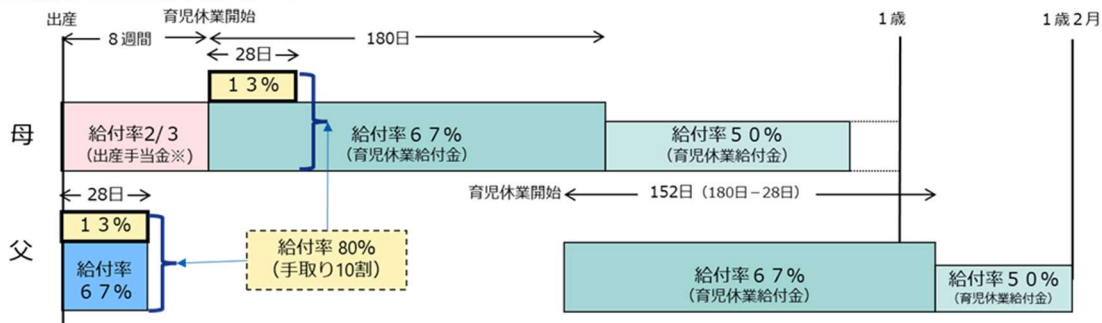 出産
育児休業開始
1歳
1歳2月
8週間
180日
28日
13%
母
給付率2/3
(出産手当金※)
給付率67%
(育児休業給付金)
給付率50%
(育児休業給付金)
28日
育児休業開始
152日(180日-28日)
13%
父
給付率
67%
給付率 80%
(手取り10割)
給付率67%
(育児休業給付金)
給付率50%
(育児休業給付金)